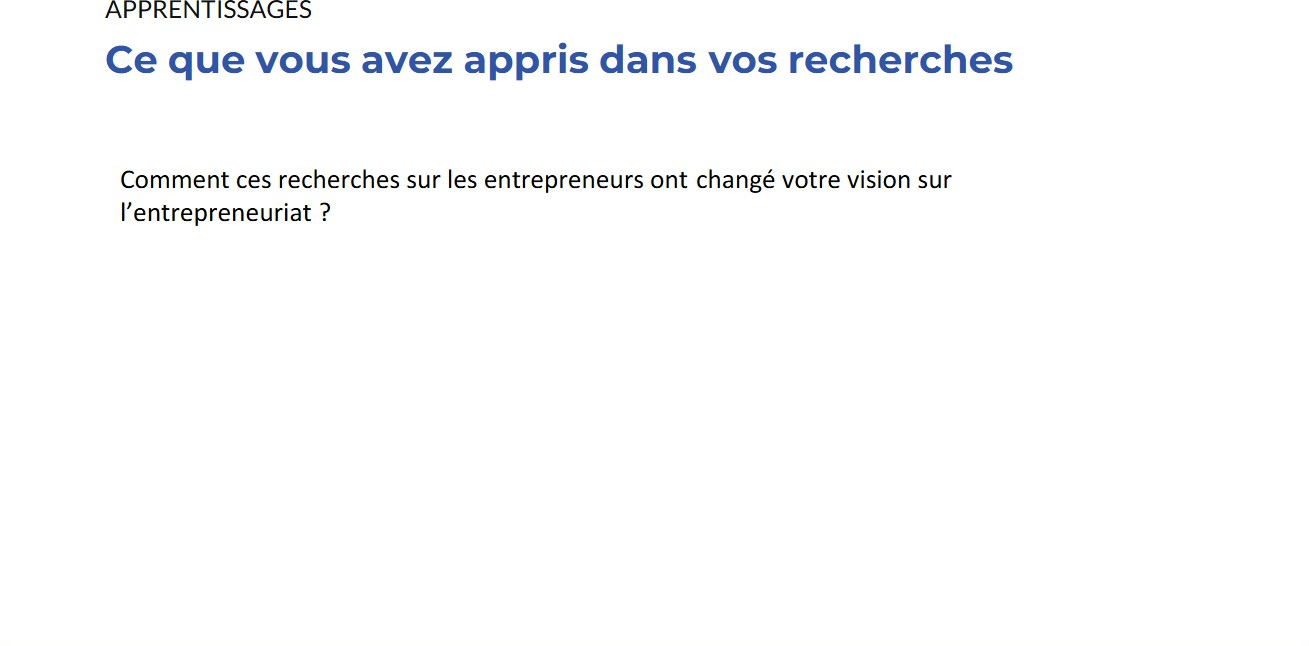 APPRENTISSAGES
Ce que vous avez appris dans vos recherches
Comment ces recherches sur les entrepreneurs ont changé votre vision sur
l’entrepreneuriat ?